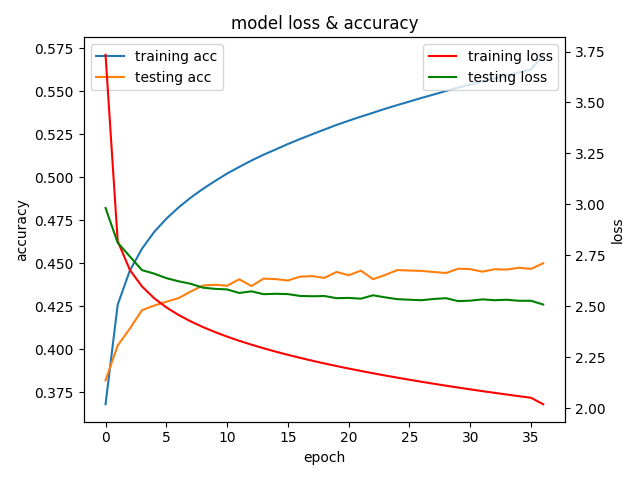 model loss & accuracy
training acc
testing acc
training loss
testing loss
accuracy
0.575
0.550
0.525
0.500
0.475
0.450
0.425
0.400
0.375
3.75
3.50
3.25
3.00
2.75
2.50
2.25
2.00
loss
0 5 10 15 20 25 30 35
epoch